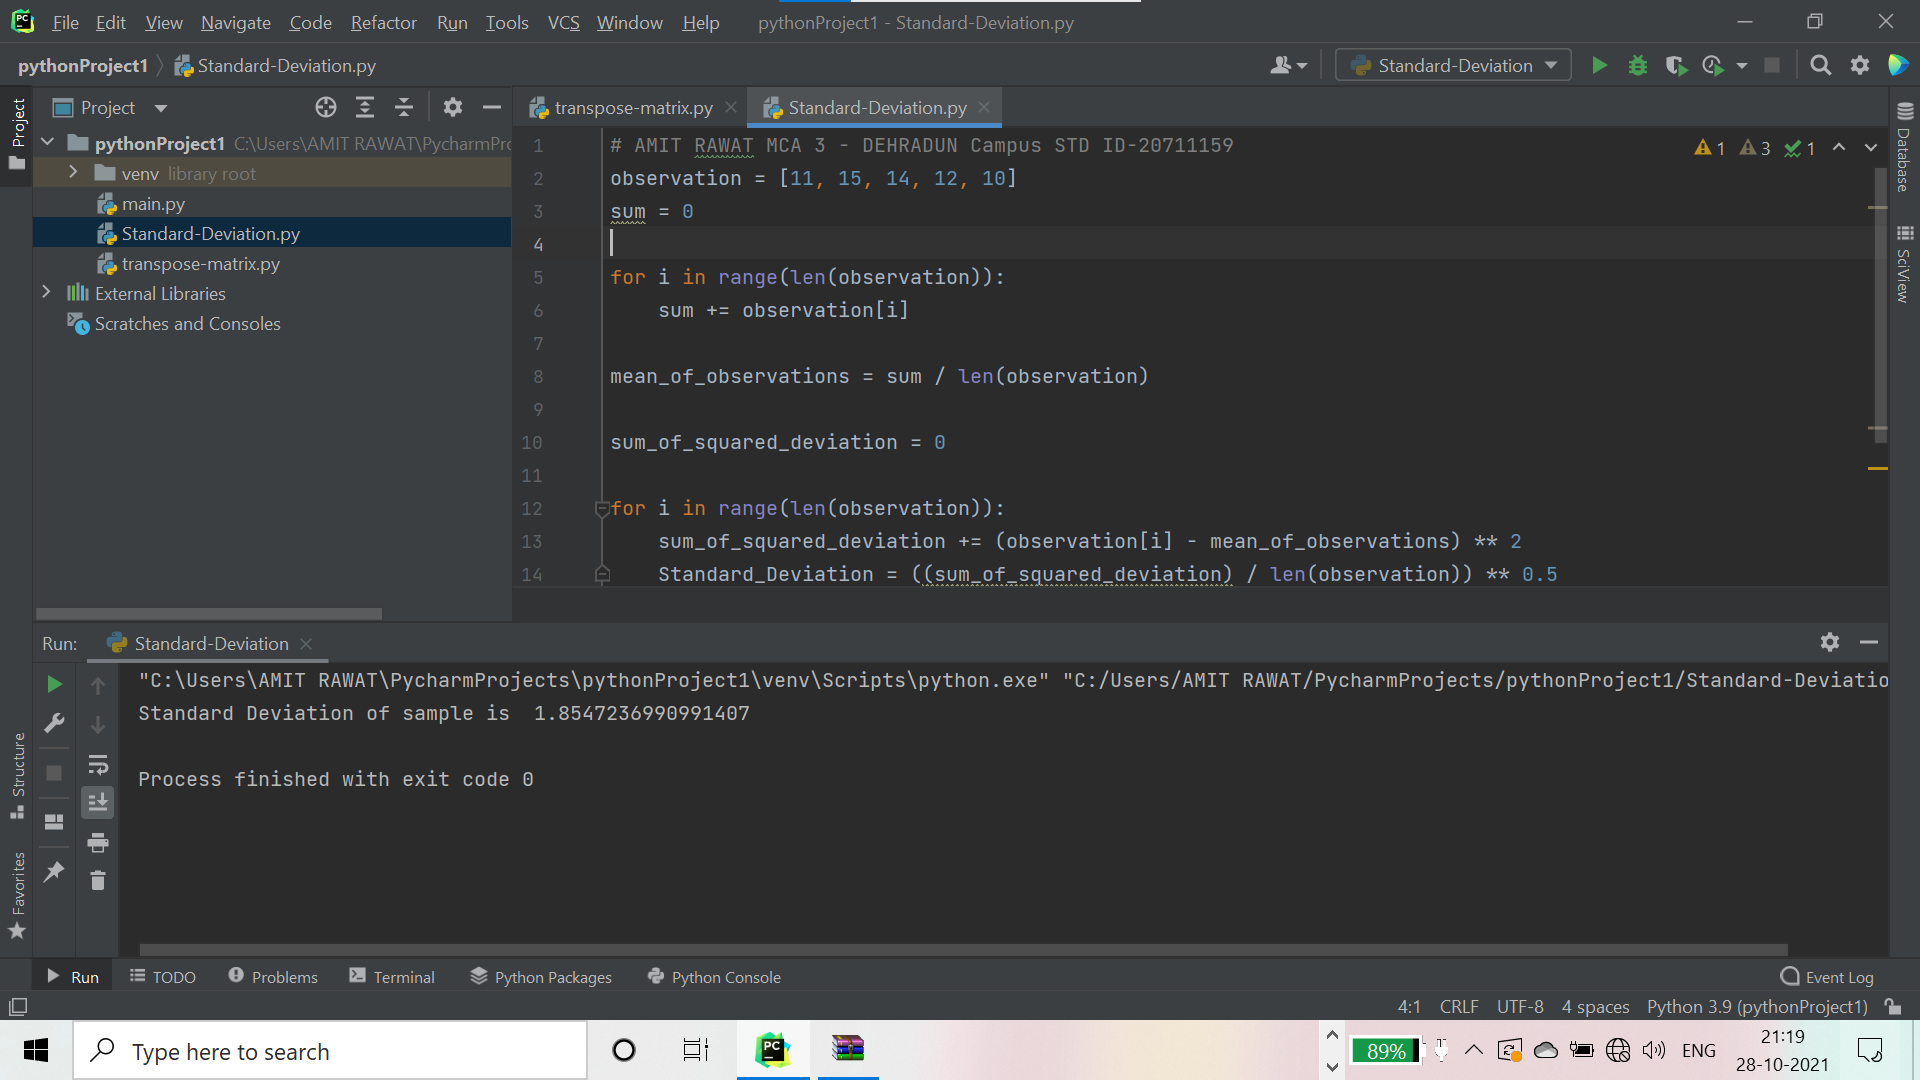 PC File Edit View Navigate Code Refactor Run Tools VCS Window Help pythonProject1 - Standard-Deviation.py
pythonProject1 Standard-Deviation.py Standard-Deviation
Project
Project
pythonProject1 C:\Users\AMIT RAWAT\PycharmPro
venv library root
main.py
Standard-Deviation.py
transpose-matrix.py
External Libraries
Scratches and Consoles
transpose-matrix.py Standard-Deviation.py
1 # AMIT RAWAT MCA 3 - DEHRADUN Campus STD ID-20711159
2 observation = [11, 15, 14, 12, 10]
3 sum = 0
4
5 for i in range(len(observation)):
6     sum += observation[i]
7
8 mean_of_observations = sum / len(observation)
9
10 sum_of_squared_deviation = 0
11
12 for i in range(len(observation)):
13     sum_of_squared_deviation += (observation[i] - mean_of_observations) ** 2
14     Standard_Deviation = ((sum_of_squared_deviation) / len(observation)) ** 0.5
1 3 1
Database
SciView
Run: Standard-Deviation
"C:\Users\AMIT RAWAT\PycharmProjects\pythonProject1\venv\Scripts\python.exe" "C:/Users/AMIT RAWAT/PycharmProjects/pythonProject1/Standard-Deviatio
Standard Deviation of sample is  1.8547236990991407
Process finished with exit code 0
Structure
Favorites
Run TODO Problems Terminal Python Packages Python Console Event Log
4:1 CRLF UTF-8 4 spaces Python 3.9 (pythonProject1)
Type here to search
PC
89%
ENG
21:19
28-10-2021